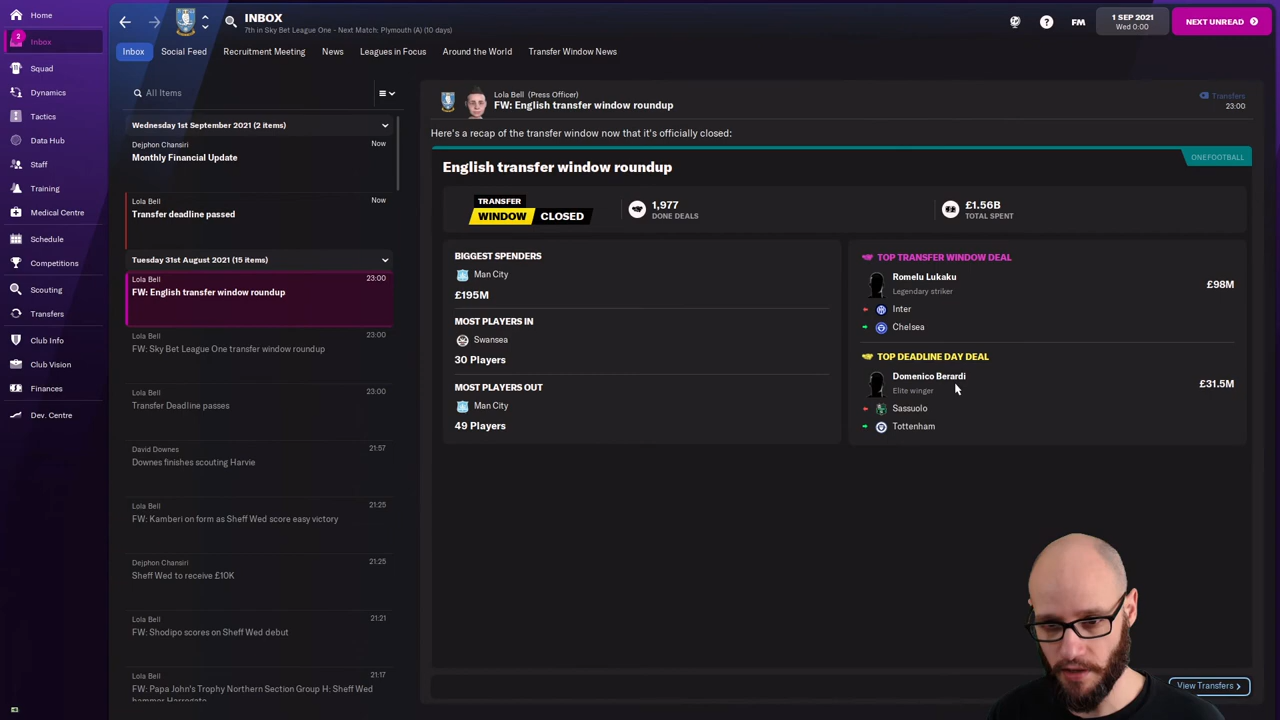 Home
2
Inbox
Squad
Dynamics
Tactics
Data Hub
Staff
Training
Medical Centre
Schedule
Competitions
Scouting
Transfers
Club Info
Club Vision
Finances
Dev. Centre
INBOX
7th in Sky Bet League One - Next Match: Plymouth (A) (10 days)
FM
1 SEP 2021
Wed 0:00
NEXT UNREAD
Inbox
Social Feed
Recruitment Meeting
News
Leagues in Focus
Around the World
Transfer Window News
All Items
Wednesday 1st September 2021 (2 items)
Dejphon Chansiri
Now
Monthly Financial Update
Lola Bell
Now
Transfer deadline passed
Tuesday 31st August 2021 (15 items)
Lola Bell
23:00
FW: English transfer window roundup
Lola Bell
23:00
FW: Sky Bet League One transfer window roundup
Lola Bell
23:00
FW: Transfer Deadline passes
David Downes
21:57
Downes finishes scouting Harvie
Lola Bell
21:25
FW: Kamberi on form as Sheff Wed score easy victory
Dejphon Chansiri
21:25
Sheff Wed to receive £10K
Lola Bell
21:21
FW: Shodipo scores on Sheff Wed debut
Lola Bell
21:17
FW: Papa John's Trophy Northern Section Group H: Sheff Wed
hammer Harrogate
Lola Bell (Press Officer)
FW: English transfer window roundup
Transfers
23:00
Here's a recap of the transfer window now that it's officially closed:
ONEFOOTBALL
English transfer window roundup
TRANSFER
WINDOW CLOSED
1,977
DONE DEALS
£1.56B
TOTAL SPENT
BIGGEST SPENDERS
Man City
£195M
MOST PLAYERS IN
Swansea
30 Players
MOST PLAYERS OUT
Man City
49 Players
TOP TRANSFER WINDOW DEAL
Romelu Lukaku
Legendary striker
£98M
Inter
Chelsea
TOP DEADLINE DAY DEAL
Domenico Berardi
Elite winger
£31.5M
Sassuolo
Tottenham
View Transfers